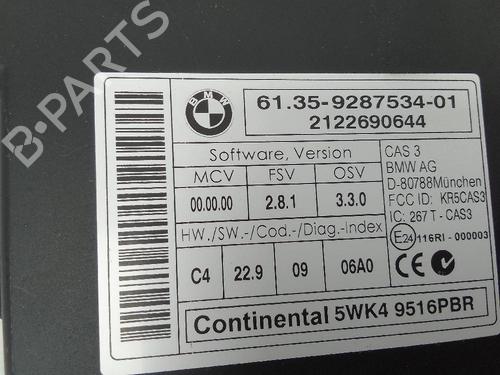 B-PARTS
BMW
61.35-9287534-01
2122690644
Software, Version
MCV FSV OSV
00.00.00 2.8.1 3.3.0
HW./SW.-/Cod.-/Diag.-Index
C4 22.9 09 06A0
CAS 3
BMW AG
D-80788München
FCC ID: KR5CAS3
IC: 267 T - CAS3
E24 116RI - 000003
CE
Continental 5WK4 9516PBR